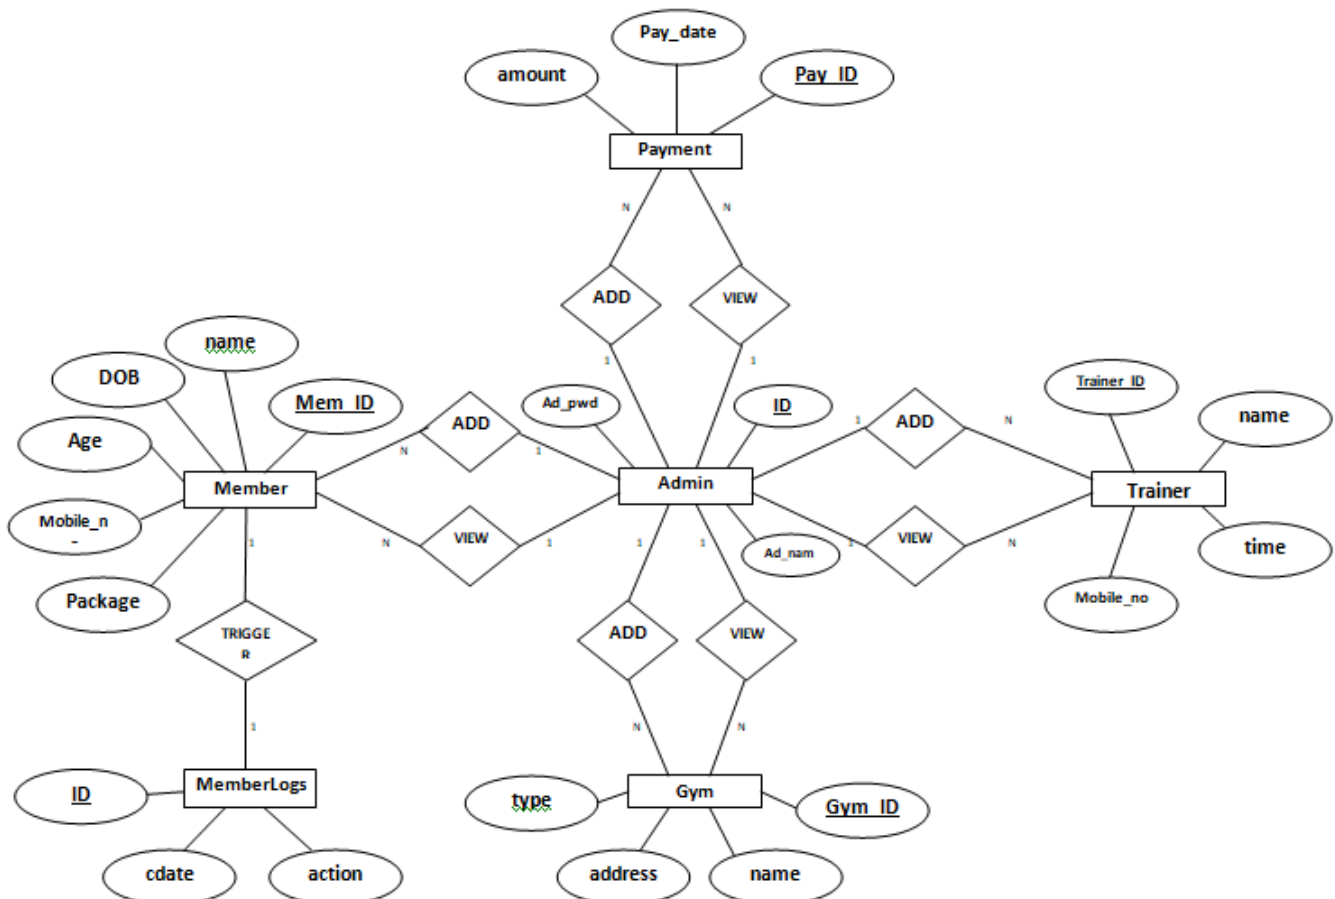 Pay_date
amount
Pay_ID
Payment
N
N
ADD
VIEW
1
1
name
DOB
Mem_ID
Age
Member
Mobile_n
-
Package
ADD
N
1
VIEW
N
1
Ad_pwd
ID
Admin
Ad_nam
ADD
1
N
VIEW
1
N
Trainer_ID
name
Trainer
time
Mobile_no
1
TRIGGE
R
1
1
1
ADD
VIEW
N
N
MemberLogs
ID
cdate
action
Gym
type
Gym_ID
address
name